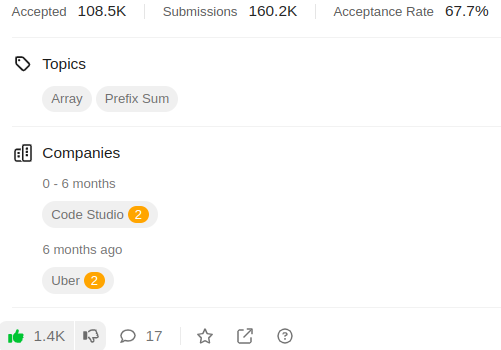 Accepted 108.5K Submissions 160.2K Acceptance Rate 67.7%
Topics
Array Prefix Sum
Companies
0 - 6 months
Code Studio 2
6 months ago
Uber 2
1.4K 17